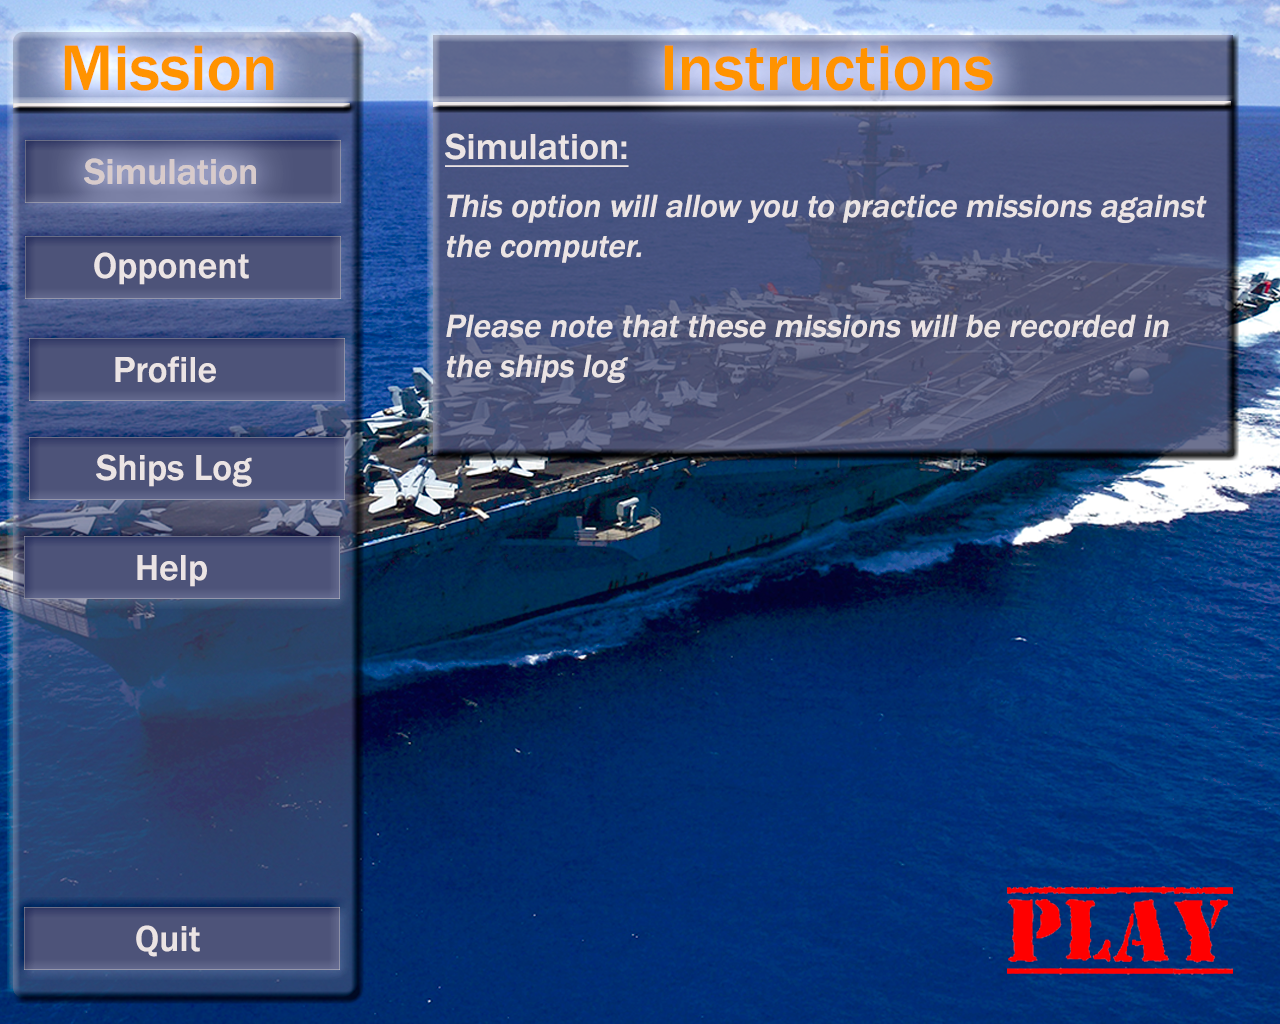 Mission
Simulation
Opponent
Profile
Ships Log
Help
Quit
Instructions
Simulation:
This option will allow you to practice missions against
the computer.
Please note that these missions will be recorded in
the ships log
PLAY